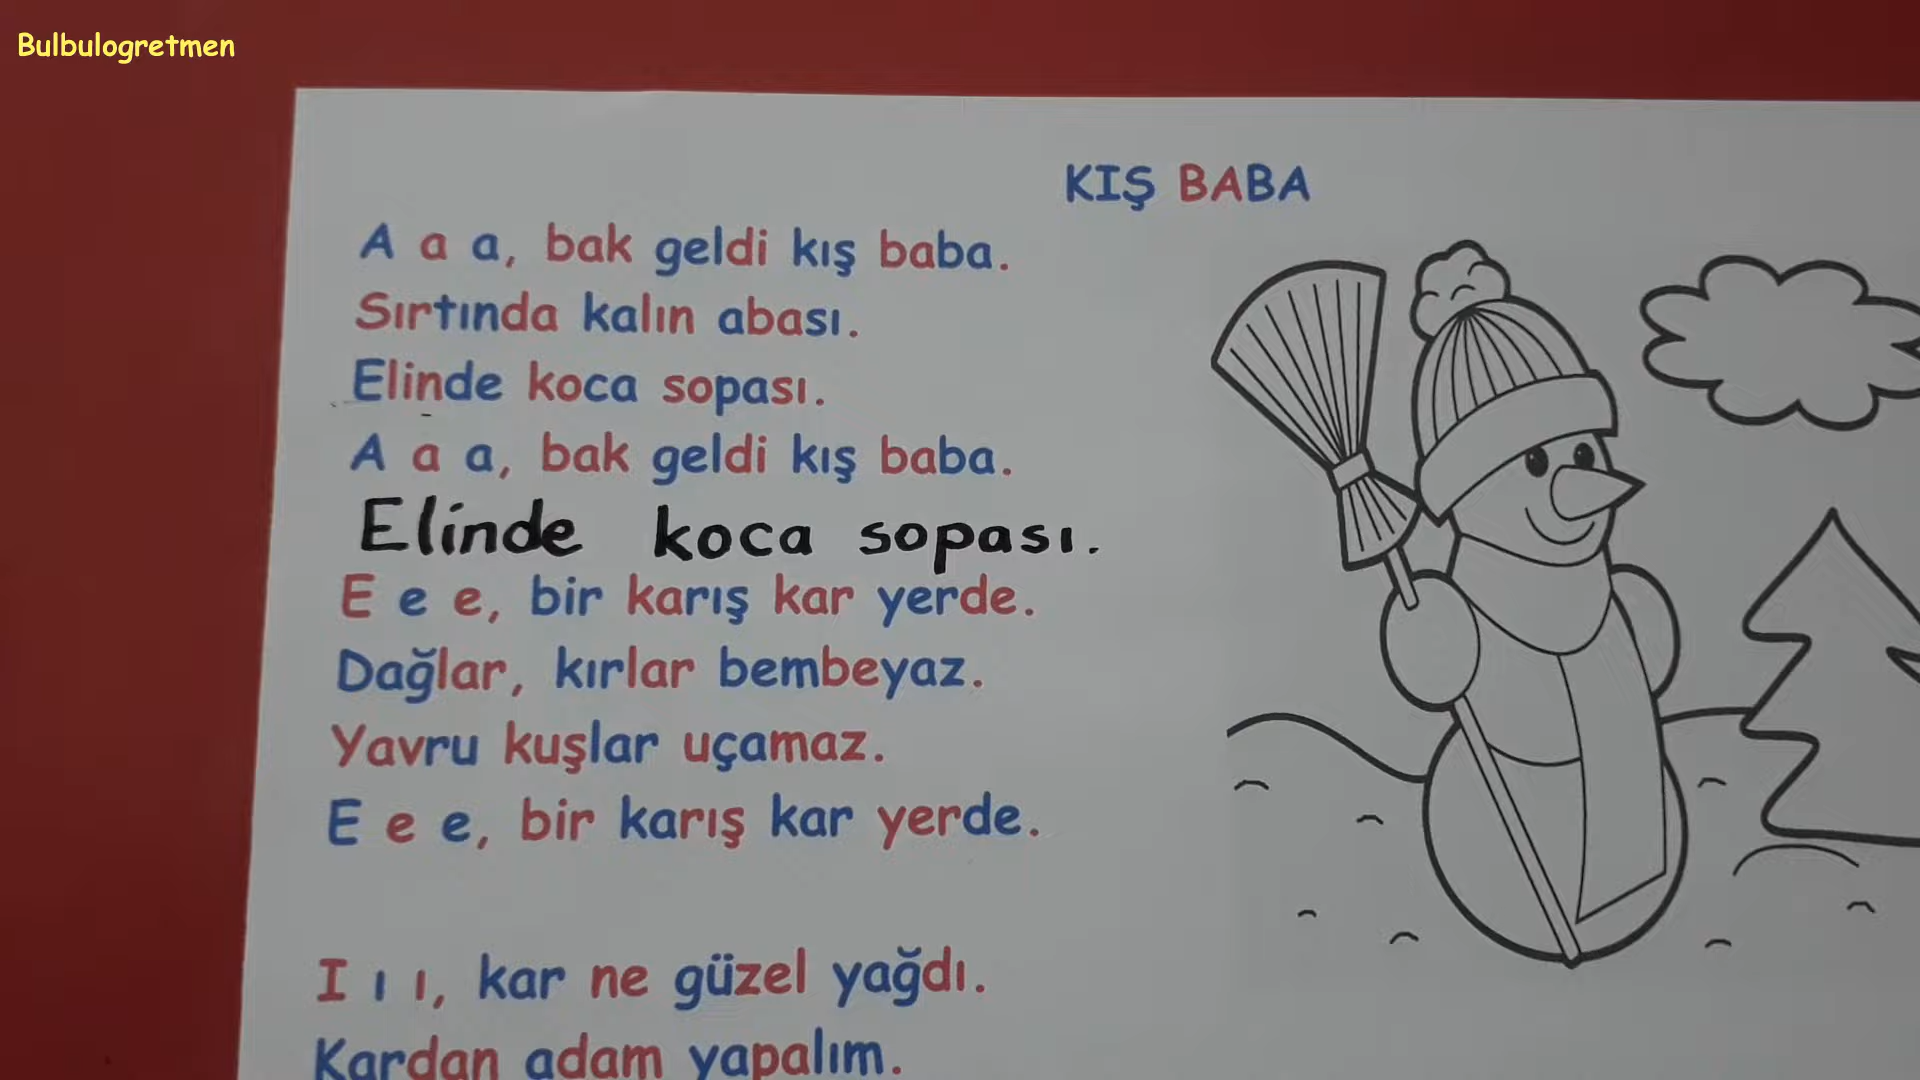 Bulbulogretmen
KIŞ BABA
A a a, bak geldi kış baba.
Sırtında kalın abası.
Elinde koca sopası.
A a a, bak geldi kış baba.
Elinde koca sopası.
E e e, bir karış kar yerde.
Dağlar, kırlar bembeyaz.
Yavru kuşlar uçamaz.
E e e, bir karış kar yerde.
I ı ı, kar ne güzel yağdı.
Kardan adam yapalım.